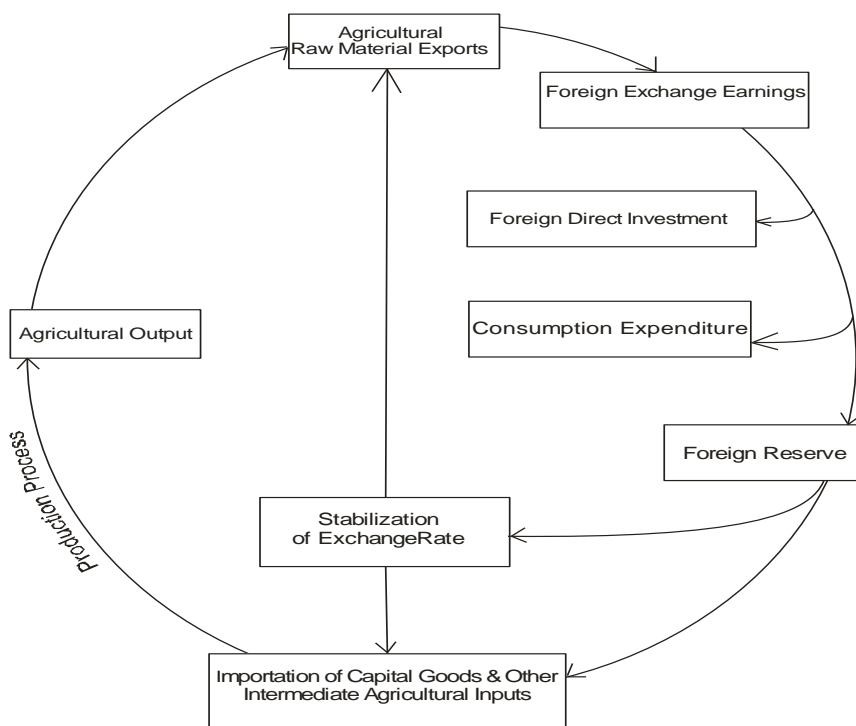 Agricultural
Raw Material Exports
Foreign Exchange Earnings
Foreign Direct Investment
Consumption Expenditure
Agricultural Output
Foreign Reserve
Production Process
Stabilization
of ExchangeRate
Importation of Capital Goods & Other
Intermediate Agricultural Inputs